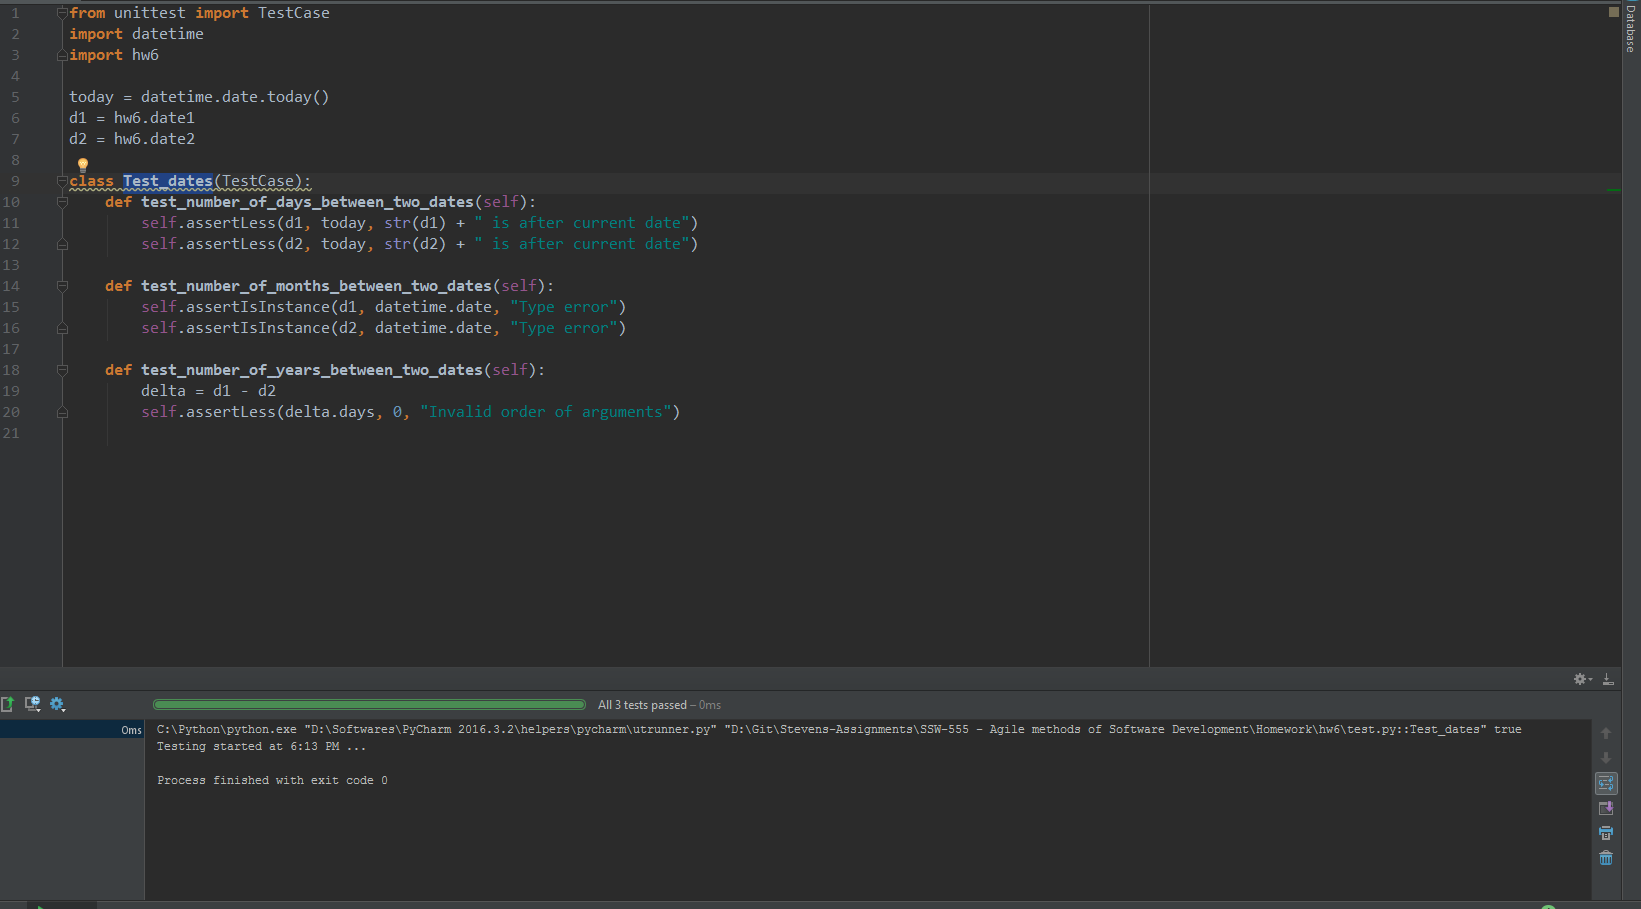 1 from unittest import TestCase
2 import datetime
3 import hw6
4
5 today = datetime.date.today()
6 d1 = hw6.date1
7 d2 = hw6.date2
8
9 class Test_dates(TestCase):
10     def test_number_of_days_between_two_dates(self):
11         self.assertLess(d1, today, str(d1) + " is after current date")
12         self.assertLess(d2, today, str(d2) + " is after current date")
13
14     def test_number_of_months_between_two_dates(self):
15         self.assertIsInstance(d1, datetime.date, "Type error")
16         self.assertIsInstance(d2, datetime.date, "Type error")
17
18     def test_number_of_years_between_two_dates(self):
19         delta = d1 - d2
20         self.assertLess(delta.days, 0, "Invalid order of arguments")
21
Database
All 3 tests passed – 0ms
0ms
C:\Python\python.exe "D:\Softwares\PyCharm 2016.3.2\helpers\pycharm\utrunner.py" "D:\Git\Stevens-Assignments\SSW-555 - Agile methods of Software Development\Homework\hw6\test.py::Test_dates" true
Testing started at 6:13 PM ...
Process finished with exit code 0